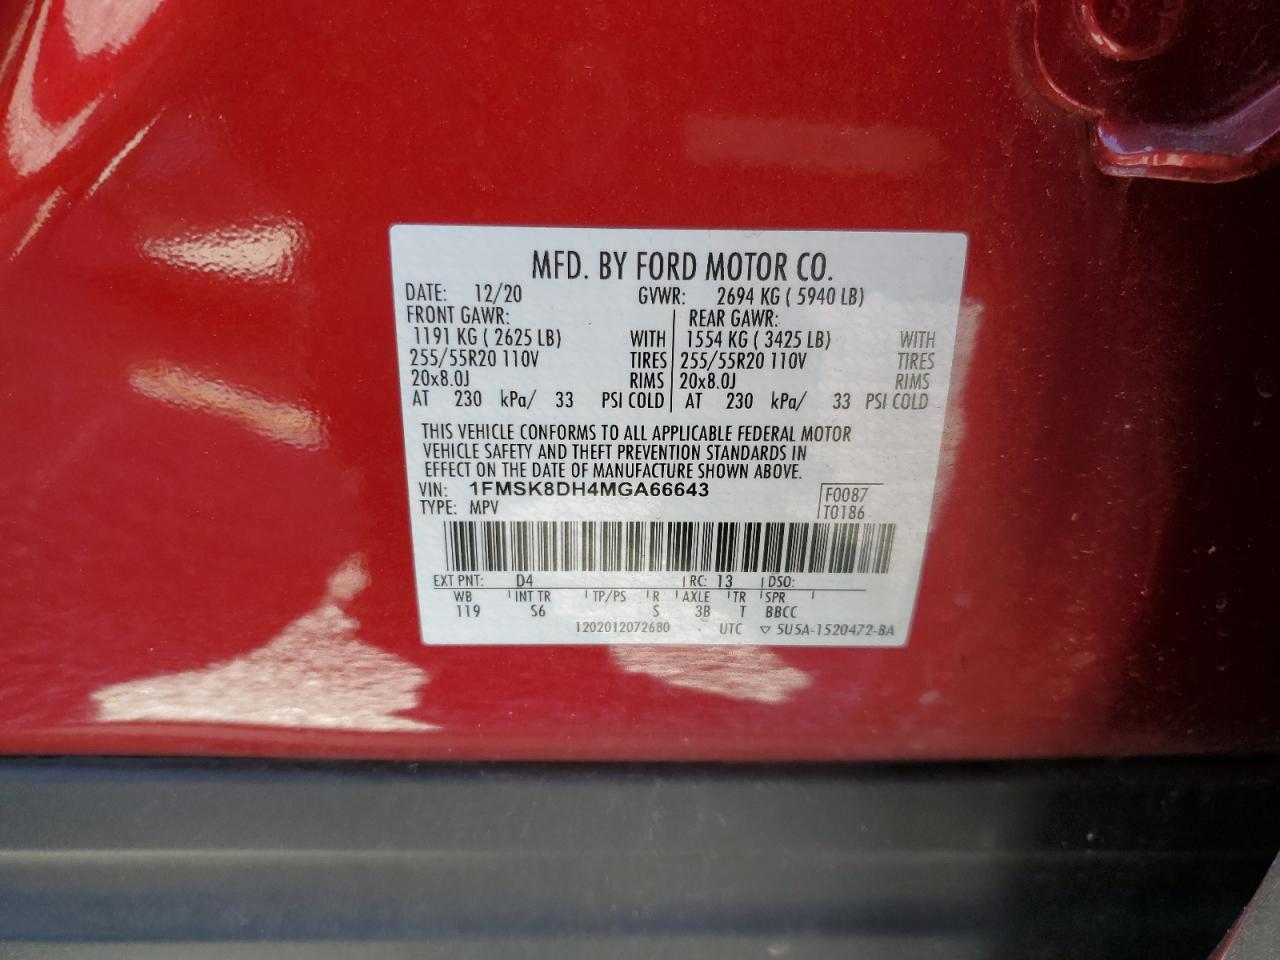 MFD. BY FORD MOTOR CO.
DATE: 12/20 GVWR: 2694 KG ( 5940 LB)
FRONT GAWR: REAR GAWR:
1191 KG ( 2625 LB) WITH 1554 KG ( 3425 LB) WITH
255/55R20 110V TIRES 255/55R20 110V TIRES
20x8.0J RIMS 20x8.0J RIMS
AT 230 kPa/ 33 PSI COLD AT 230 kPa/ 33 PSI COLD
THIS VEHICLE CONFORMS TO ALL APPLICABLE FEDERAL MOTOR
VEHICLE SAFETY AND THEFT PREVENTION STANDARDS IN
EFFECT ON THE DATE OF MANUFACTURE SHOWN ABOVE.
VIN: 1FMSK8DH4MGA66643 F0087
TYPE: MPV T0186
EXT PNT: D4 RC: 13 DSO:
WB INT TR TP/PS R AXLE TR SPR
119 S6 S 3B T BBCC
1202012072680 UTC ▽ 5U5A-1520472-BA